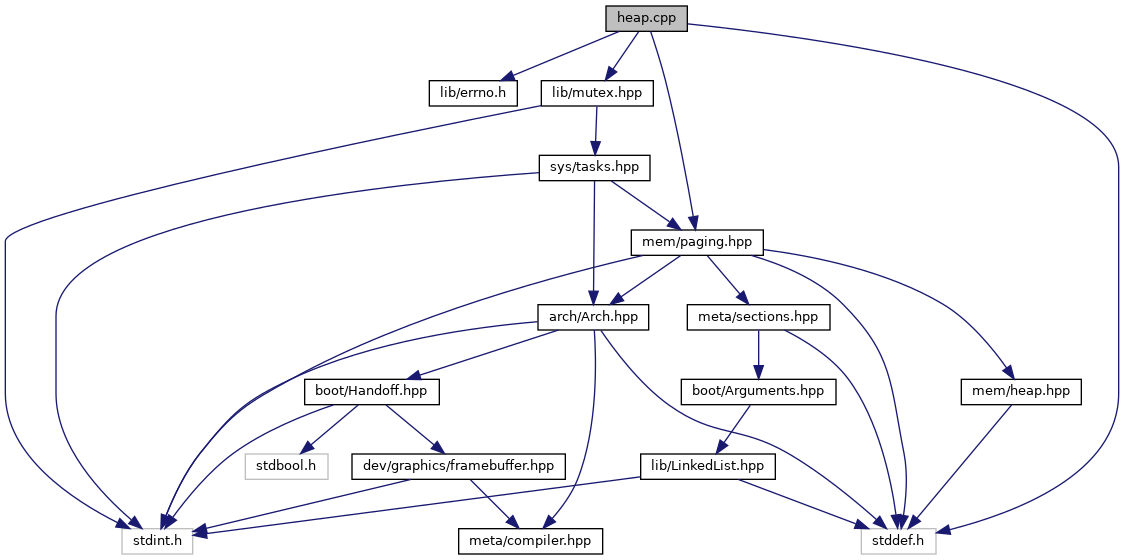 heap.cpp
lib/errno.h
lib/mutex.hpp
sys/tasks.hpp
mem/paging.hpp
arch/Arch.hpp
meta/sections.hpp
boot/Handoff.hpp
boot/Arguments.hpp
mem/heap.hpp
stdbool.h
dev/graphics/framebuffer.hpp
lib/LinkedList.hpp
stdint.h
meta/compiler.hpp
stddef.h